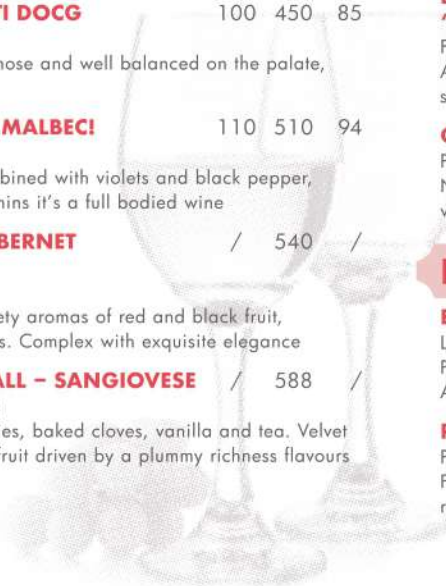 TI DOCG 100 450 85
nose and well balanced on the palate,
MALBEC! 110 510 94
bined with violets and black pepper,
nins it's a full bodied wine
BERNET / 540 /
ety aromas of red and black fruit,
s. Complex with exquisite elegance
ALL – SANGIOVESE / 588 /
es, baked cloves, vanilla and tea. Velvet
fruit driven by a plummy richness flavours